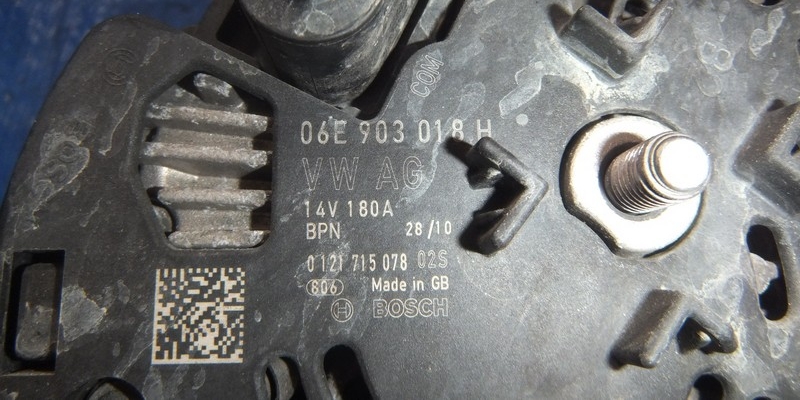 COM
06E 903 018 H
VW AG
14V 180A
BPN 28/10
0 121 715 078 02S
806 Made in GB
BOSCH